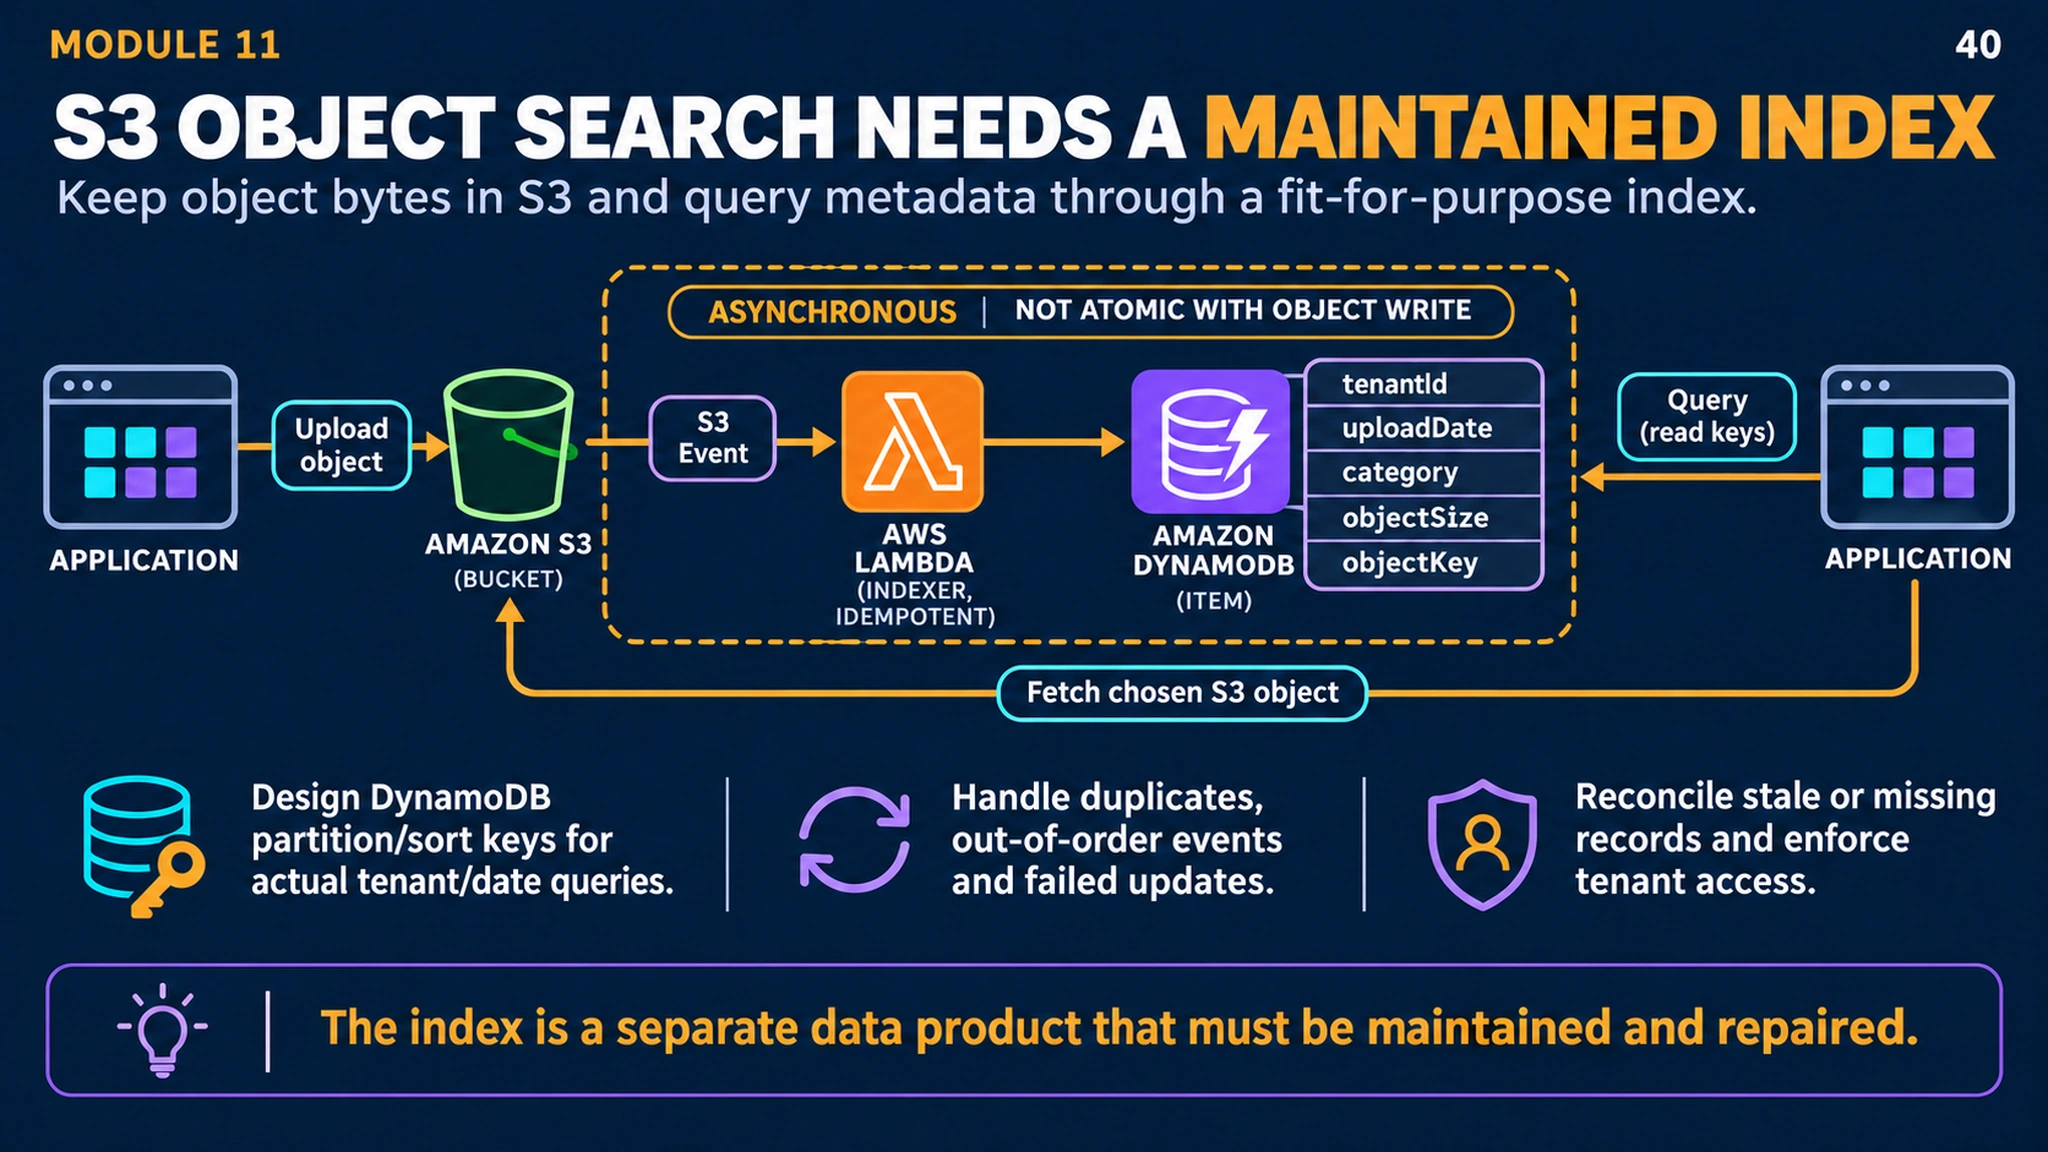 MODULE 11
40
S3 OBJECT SEARCH NEEDS A MAINTAINED INDEX
Keep object bytes in S3 and query metadata through a fit-for-purpose index.
ASYNCHRONOUS | NOT ATOMIC WITH OBJECT WRITE
APPLICATION
Upload
object
AMAZON S3
(BUCKET)
S3
Event
AWS
LAMBDA
(INDEXER,
IDEMPOTENT)
AMAZON
DYNAMODB
(ITEM)
tenantId
uploadDate
category
objectSize
objectKey
Query
(read keys)
APPLICATION
Fetch chosen S3 object
Design DynamoDB
partition/sort keys for
actual tenant/date queries.
Handle duplicates,
out-of-order events
and failed updates.
Reconcile stale or missing
records and enforce
tenant access.
The index is a separate data product that must be maintained and repaired.